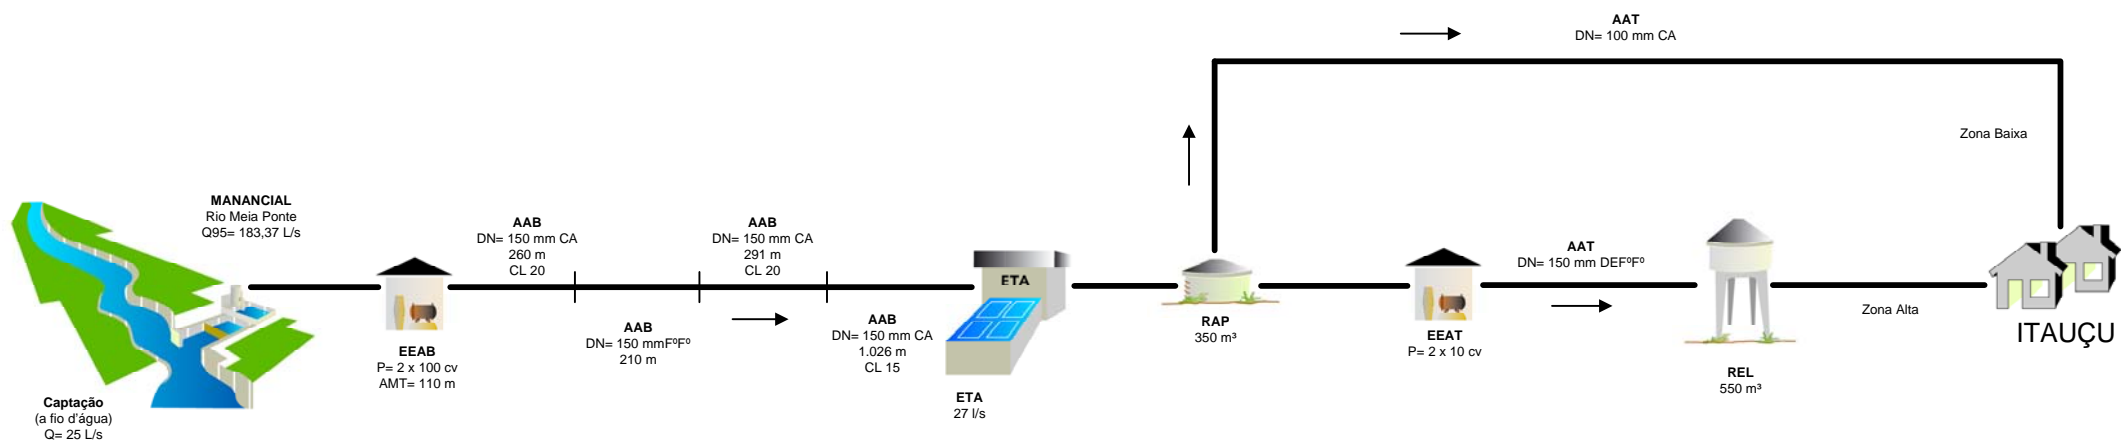 AAT
DN= 100 mm CA
Zona Baixa
MANANCIAL
Rio Meia Ponte
Q95= 183,37 L/s
AAB
DN= 150 mm CA
260 m
CL 20
AAB
DN= 150 mm CA
291 m
CL 20
AAT
DN= 150 mm DEFºFº
ETA
Zona Alta
AAB
DN= 150 mmFºFº
210 m
AAB
DN= 150 mm CA
1.026 m
CL 15
RAP
350 m³
EEAT
P= 2 x 10 cv
ITAUÇU
EEAB
P= 2 x 100 cv
AMT= 110 m
REL
550 m³
Captação
(a fio d'água)
Q= 25 L/s
ETA
27 l/s